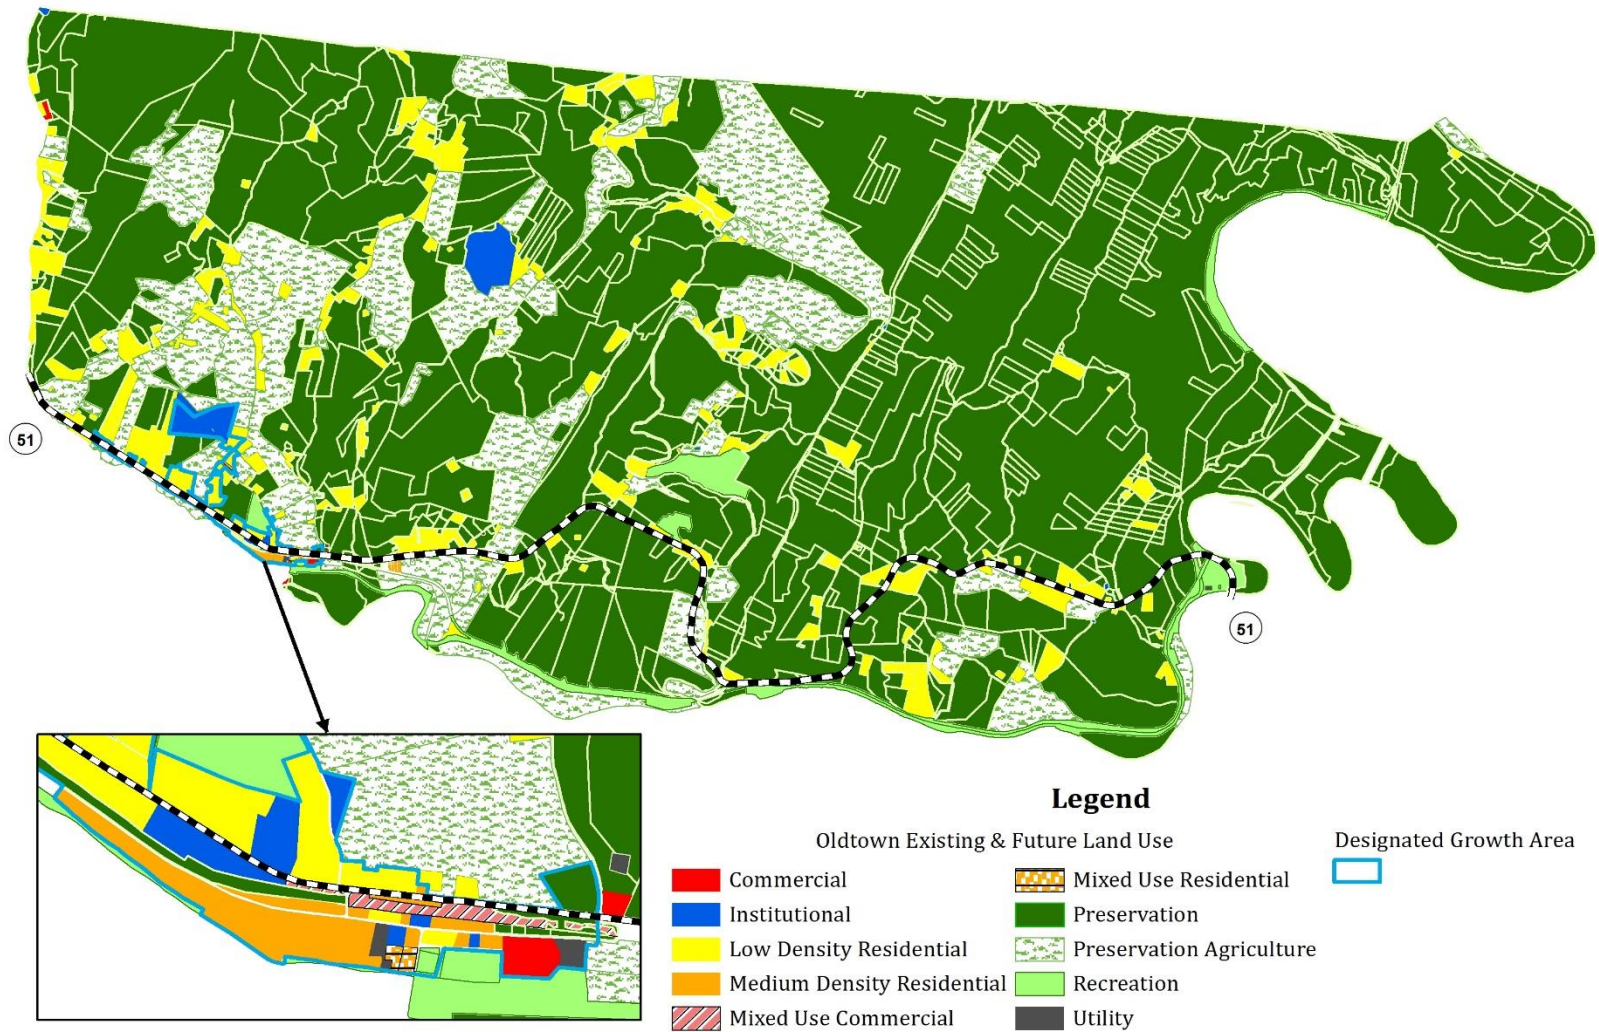 51
51
Legend
Oldtown Existing & Future Land Use
Designated Growth Area
Commercial
Mixed Use Residential
Institutional
Preservation
Low Density Residential
Preservation Agriculture
Medium Density Residential
Recreation
Mixed Use Commercial
Utility